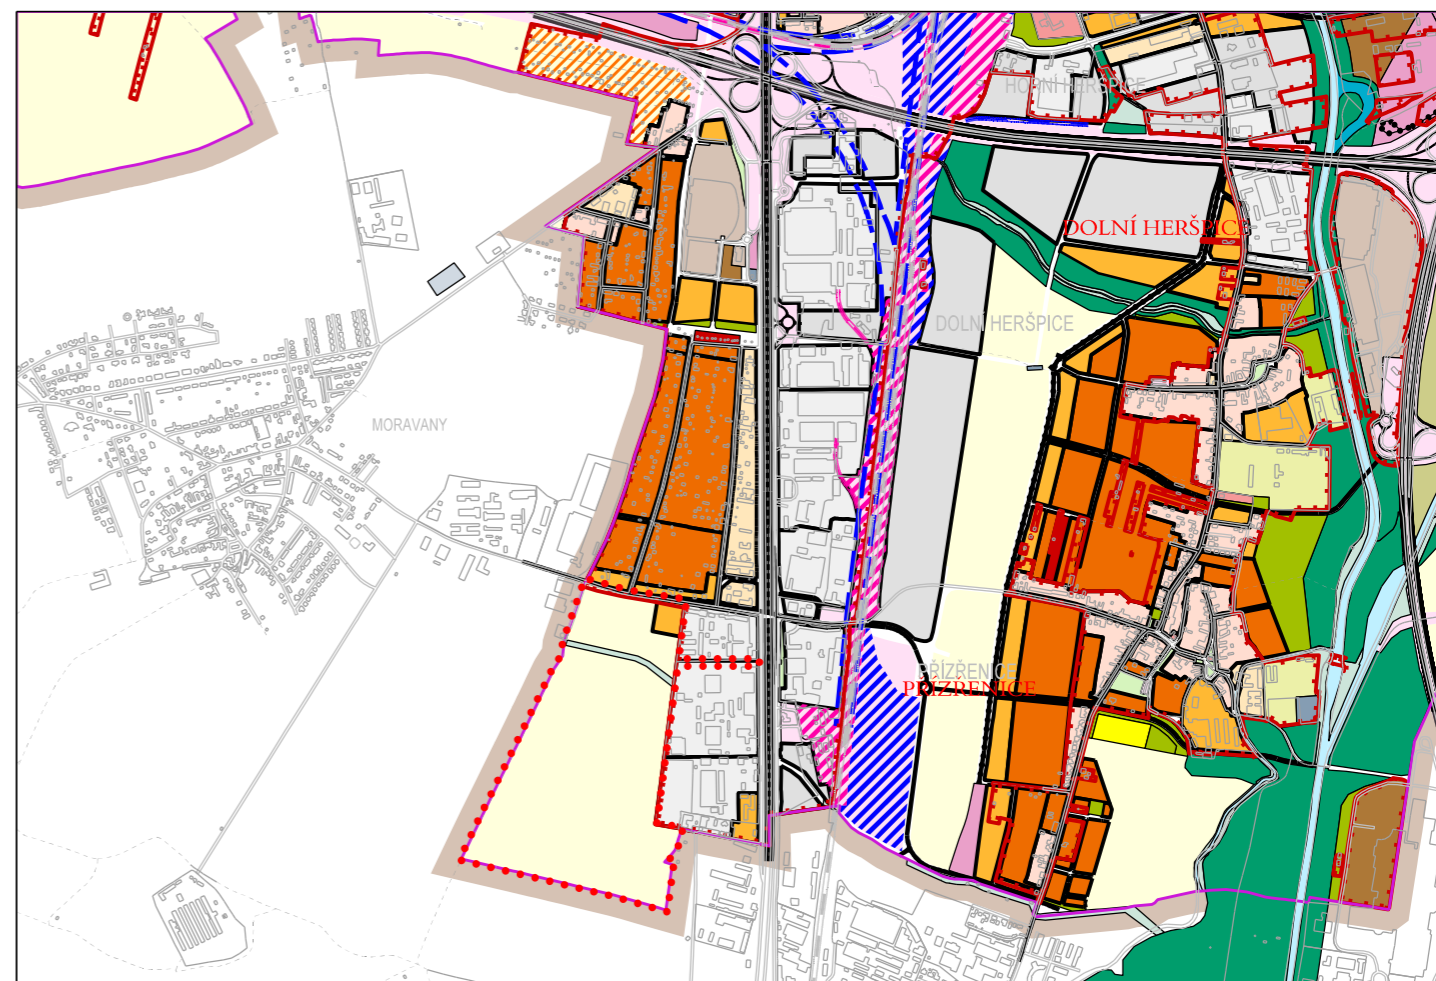 HORNÍ HERŠPICE
DOLNÍ HERŠPICE
DOLNÍ HERŠPICE
MORAVANY
PŘÍZŘENICE
PŘÍZŘENICE